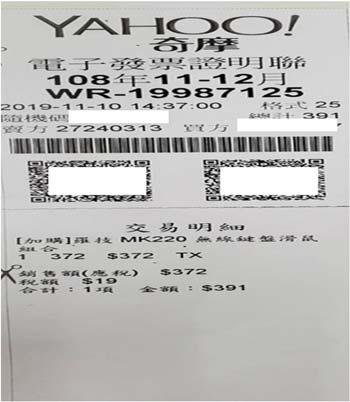 YAHOO!
奇摩
電子發票證明聯
108年11-12月
WR-19987125
2019-11-10 14:37:00 格式 25
隨機碼 總計 391
賣方 27240313 買方
交易明細
[加購]羅技 MK220 無線鍵盤滑鼠
組合
1 372 $372 TX
銷售額(應稅) $372
稅額 $19
合計：1項 金額：$391